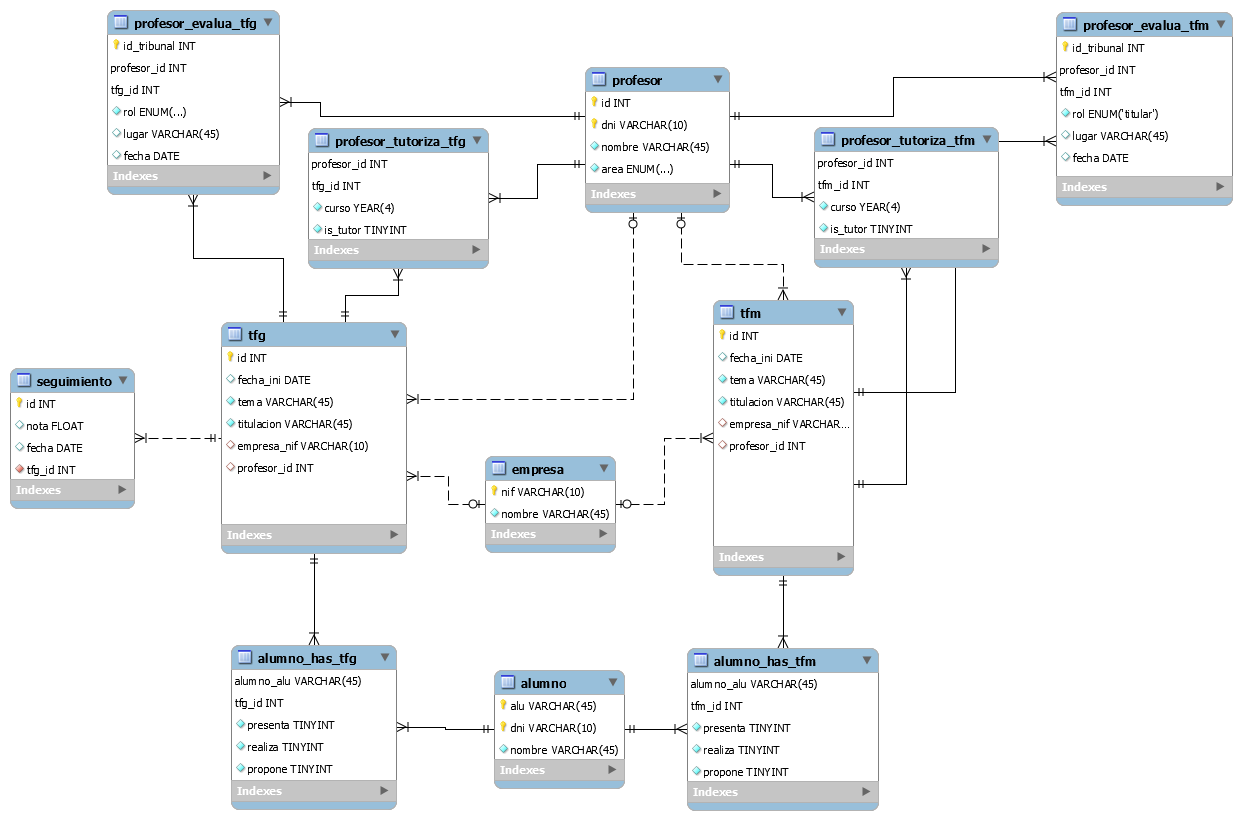 profesor_evalua_tfg
id_tribunal INT
profesor_id INT
tfg_id INT
rol ENUM(...)
lugar VARCHAR(45)
fecha DATE
Indexes
profesor
id INT
dni VARCHAR(10)
nombre VARCHAR(45)
area ENUM(...)
Indexes
profesor_evalua_tfm
id_tribunal INT
profesor_id INT
tfm_id INT
rol ENUM('titular')
lugar VARCHAR(45)
fecha DATE
Indexes
profesor_tutoriza_tfg
profesor_id INT
tfg_id INT
curso YEAR(4)
is_tutor TINYINT
Indexes
profesor_tutoriza_tfm
profesor_id INT
tfm_id INT
curso YEAR(4)
is_tutor TINYINT
Indexes
tfg
id INT
fecha_ini DATE
tema VARCHAR(45)
titulacion VARCHAR(45)
empresa_nif VARCHAR(10)
profesor_id INT
Indexes
tfm
id INT
fecha_ini DATE
tema VARCHAR(45)
titulacion VARCHAR(45)
empresa_nif VARCHAR...
profesor_id INT
Indexes
seguimiento
id INT
nota FLOAT
fecha DATE
tfg_id INT
Indexes
empresa
nif VARCHAR(10)
nombre VARCHAR(45)
Indexes
alumno_has_tfg
alumno_alu VARCHAR(45)
tfg_id INT
presenta TINYINT
realiza TINYINT
propone TINYINT
Indexes
alumno
alu VARCHAR(45)
dni VARCHAR(10)
nombre VARCHAR(45)
Indexes
alumno_has_tfm
alumno_alu VARCHAR(45)
tfm_id INT
presenta TINYINT
realiza TINYINT
propone TINYINT
Indexes